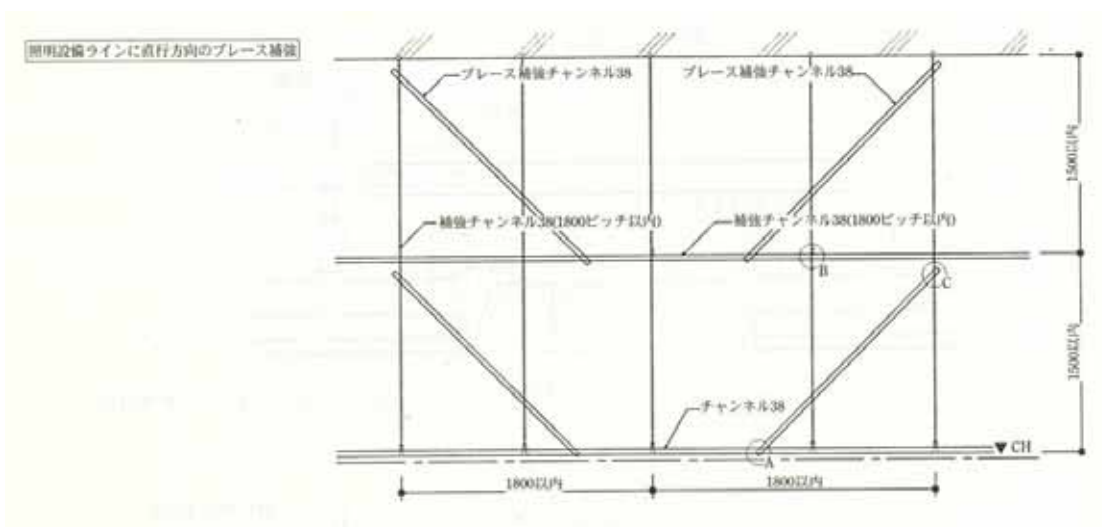 照明設備ラインに直行方向のブレース補強
ブレース補強チャンネル38
ブレース補強チャンネル38
1500以内
補強チャンネル38(1800ピッチ以内)
補強チャンネル38(1800ピッチ以内)
B
C
1500以内
チャンネル38
CH
A
1800以内
1800以内